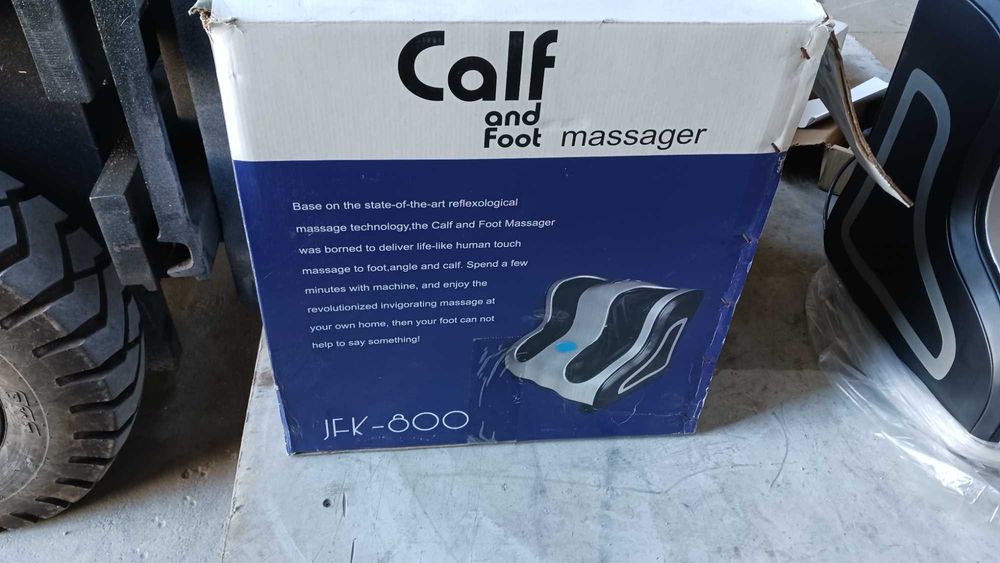 Calf
and
Foot massager
Base on the state-of-the-art reflexological
massage technology,the Calf and Foot Massager
was borned to deliver life-like human touch
massage to foot,angle and calf. Spend a few
minutes with machine, and enjoy the
revolutionized invigorating massage at
your own home, then your foot can not
help to say something!
JFK-800